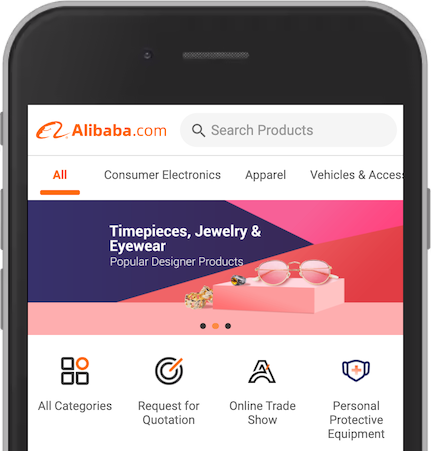 Alibaba.com
Search Products
All
Consumer Electronics
Apparel
Vehicles & Access
Timepieces, Jewelry &
Eyewear
Popular Designer Products
All Categories
Request for
Quotation
Online Trade
Show
Personal
Protective
Equipment